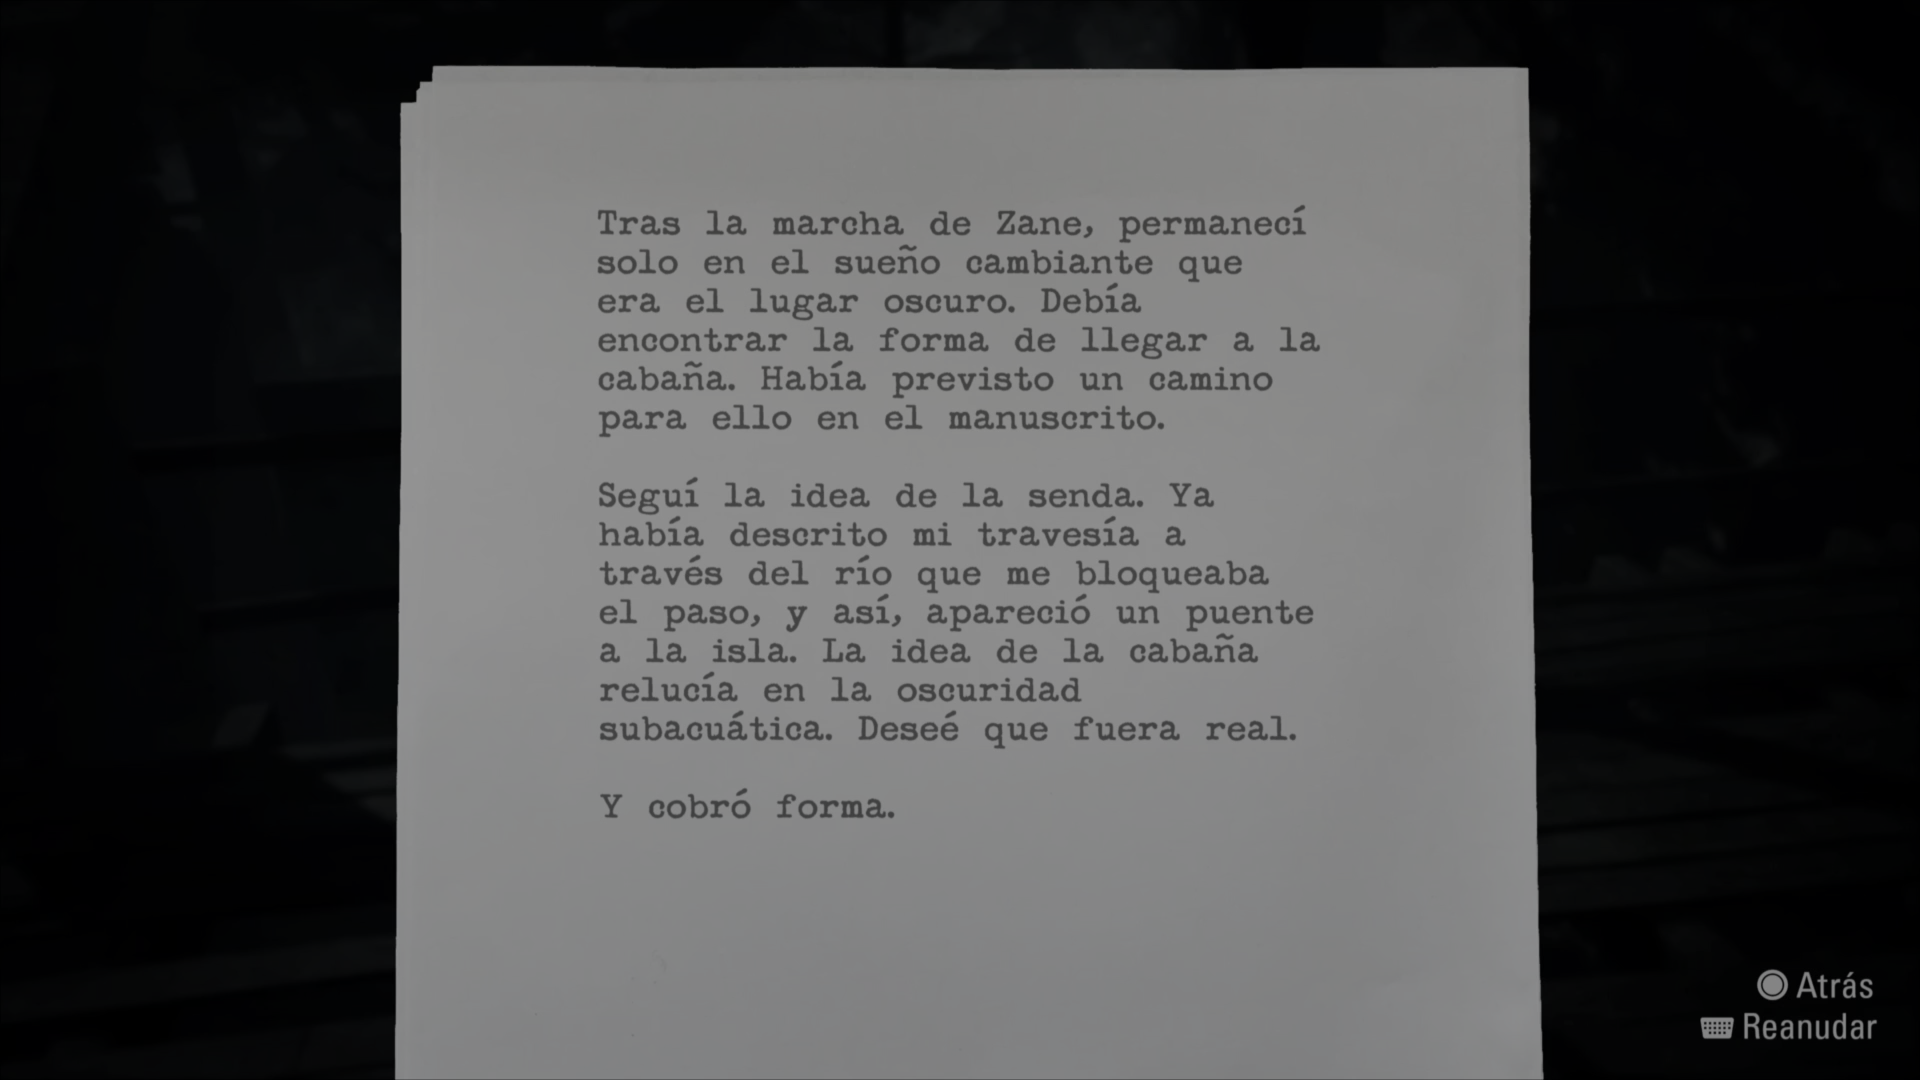 Tras la marcha de Zane, permanecí
solo en el sueño cambiante que
era el lugar oscuro. Debía
encontrar la forma de llegar a la
cabaña. Había previsto un camino
para ello en el manuscrito.
Seguí la idea de la senda. Ya
había descrito mi travesía a
través del río que me bloqueaba
el paso, y así, apareció un puente
a la isla. La idea de la cabaña
relucía en la oscuridad
subacuática. Deseé que fuera real.
Y cobró forma.
Atrás
Reanudar